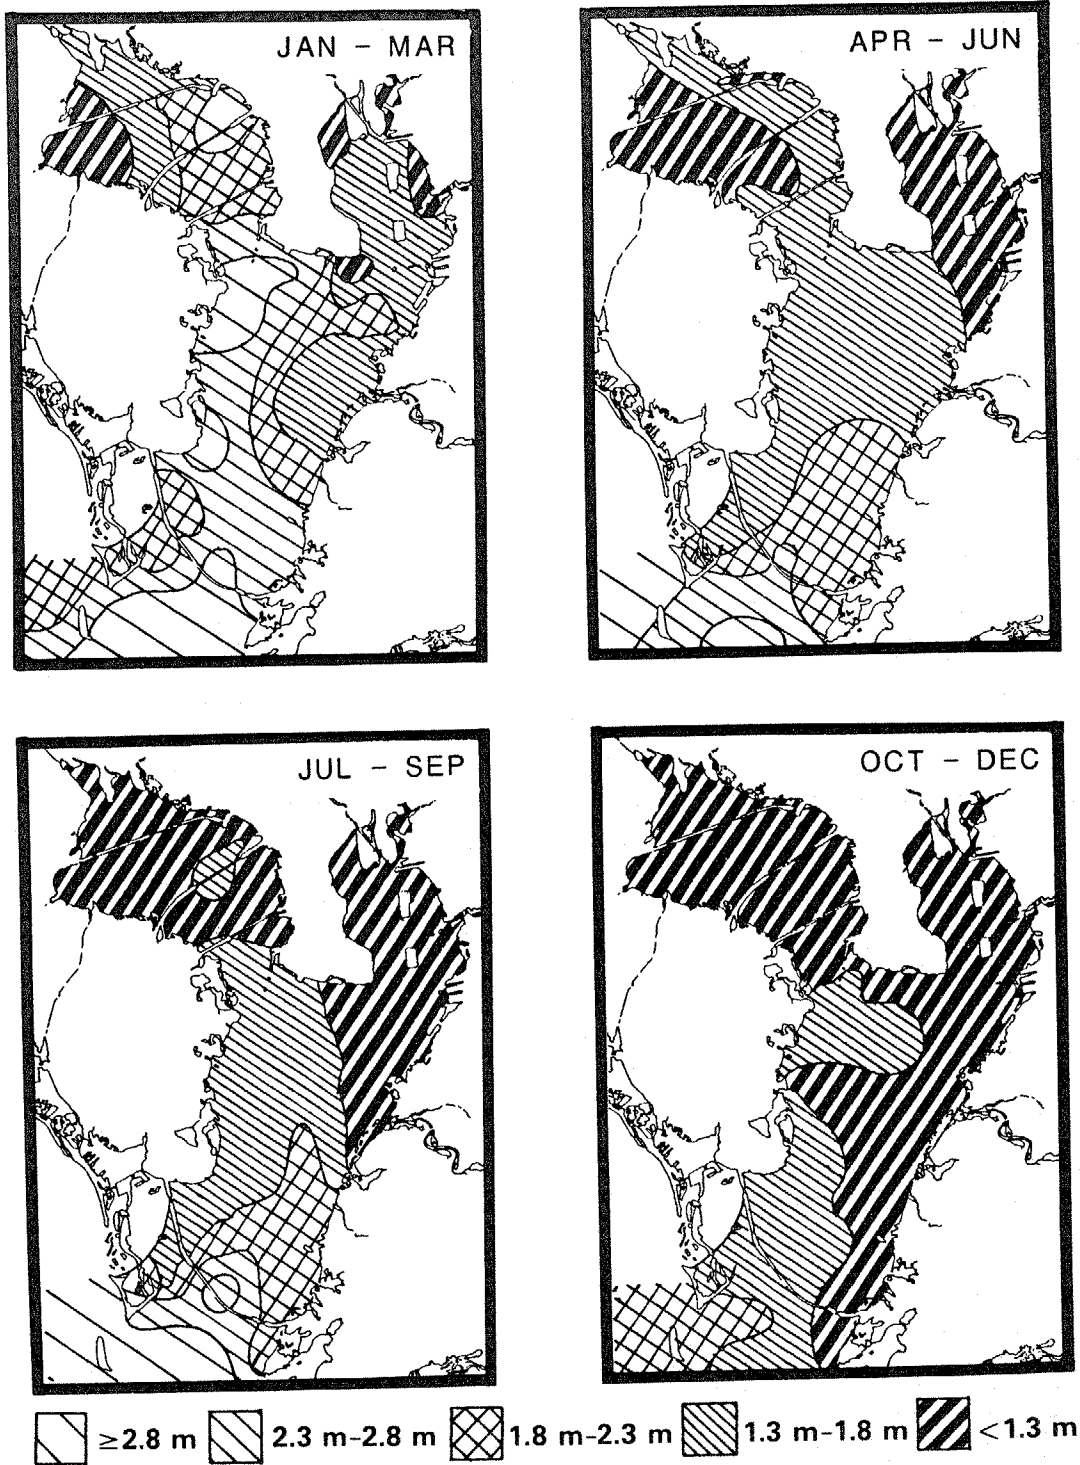 JAN – MAR
APR – JUN
JUL – SEP
OCT – DEC
≥2.8 m 2.3 m–2.8 m 1.8 m–2.3 m 1.3 m–1.8 m <1.3 m